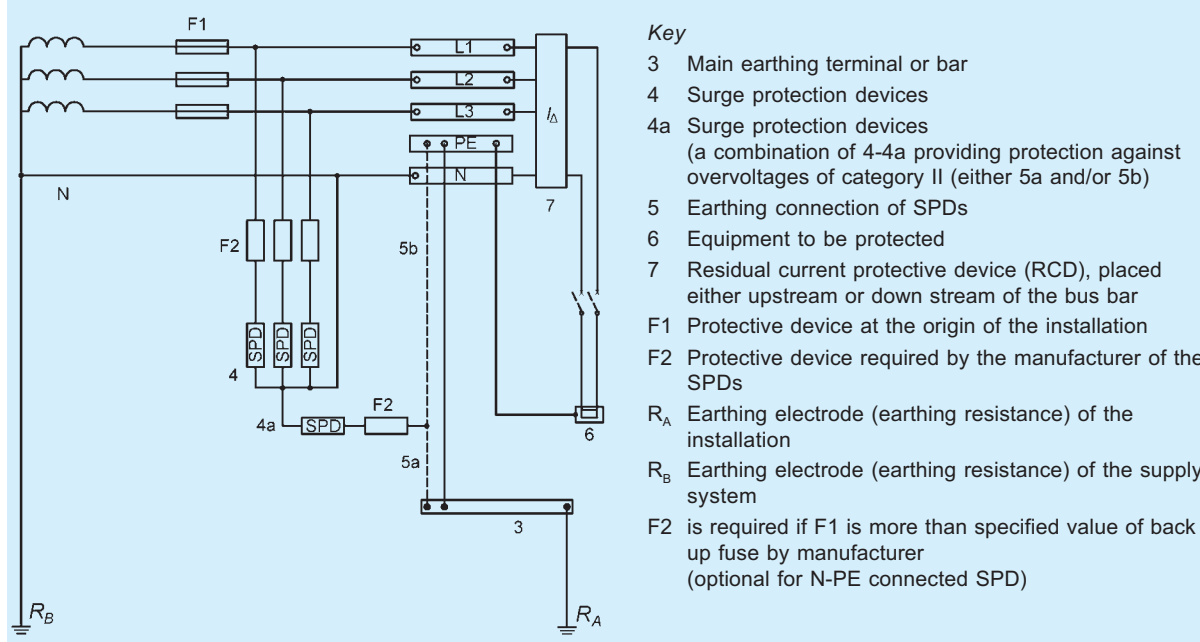 F1
L1
L2
L3
I∆
PE
N
N
7
F2
5b
SPD
SPD
SPD
4
F2
4a
SPD
5a
6
3
R_B
R_A
Key
3 Main earthing terminal or bar
4 Surge protection devices
4a Surge protection devices
(a combination of 4-4a providing protection against
overvoltages of category II (either 5a and/or 5b)
5 Earthing connection of SPDs
6 Equipment to be protected
7 Residual current protective device (RCD), placed
either upstream or down stream of the bus bar
F1 Protective device at the origin of the installation
F2 Protective device required by the manufacturer of the
SPDs
R_A Earthing electrode (earthing resistance) of the
installation
R_B Earthing electrode (earthing resistance) of the supply
system
F2 is required if F1 is more than specified value of back
up fuse by manufacturer
(optional for N-PE connected SPD)